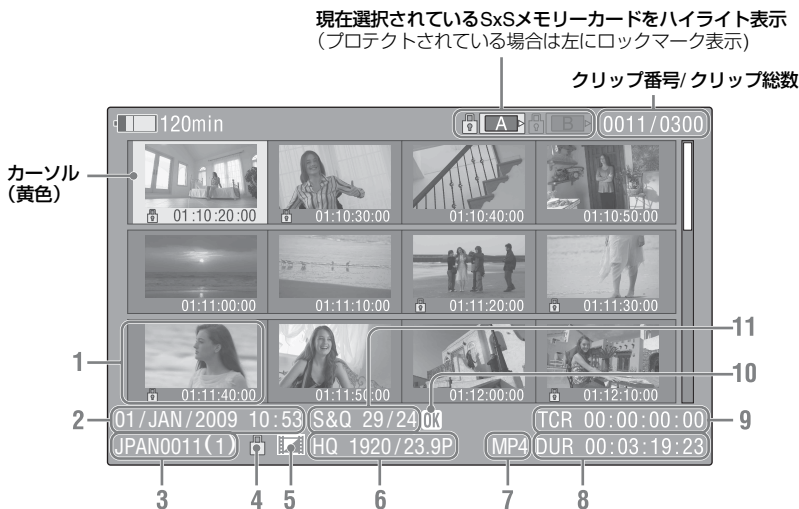 現在選択されているSxSメモリーカードをハイライト表示
（プロテクトされている場合は左にロックマーク表示)
クリップ番号/ クリップ総数
120min
A
B
0011/0300
カーソル
（黄色）
01:10:20:00
01:10:30:00
01:10:40:00
01:10:50:00
01:11:00:00
01:11:10:00
01:11:20:00
01:11:30:00
01:11:40:00
01:11:50:00
01:12:00:00
01:12:10:00
1
11
10
2
01/JAN/2009 10:53
S&Q 29/24
OK
TCR 00:00:00:00
9
JPAN0011(1)
HQ 1920/23.9P
MP4
DUR 00:03:19:23
3
4
5
6
7
8